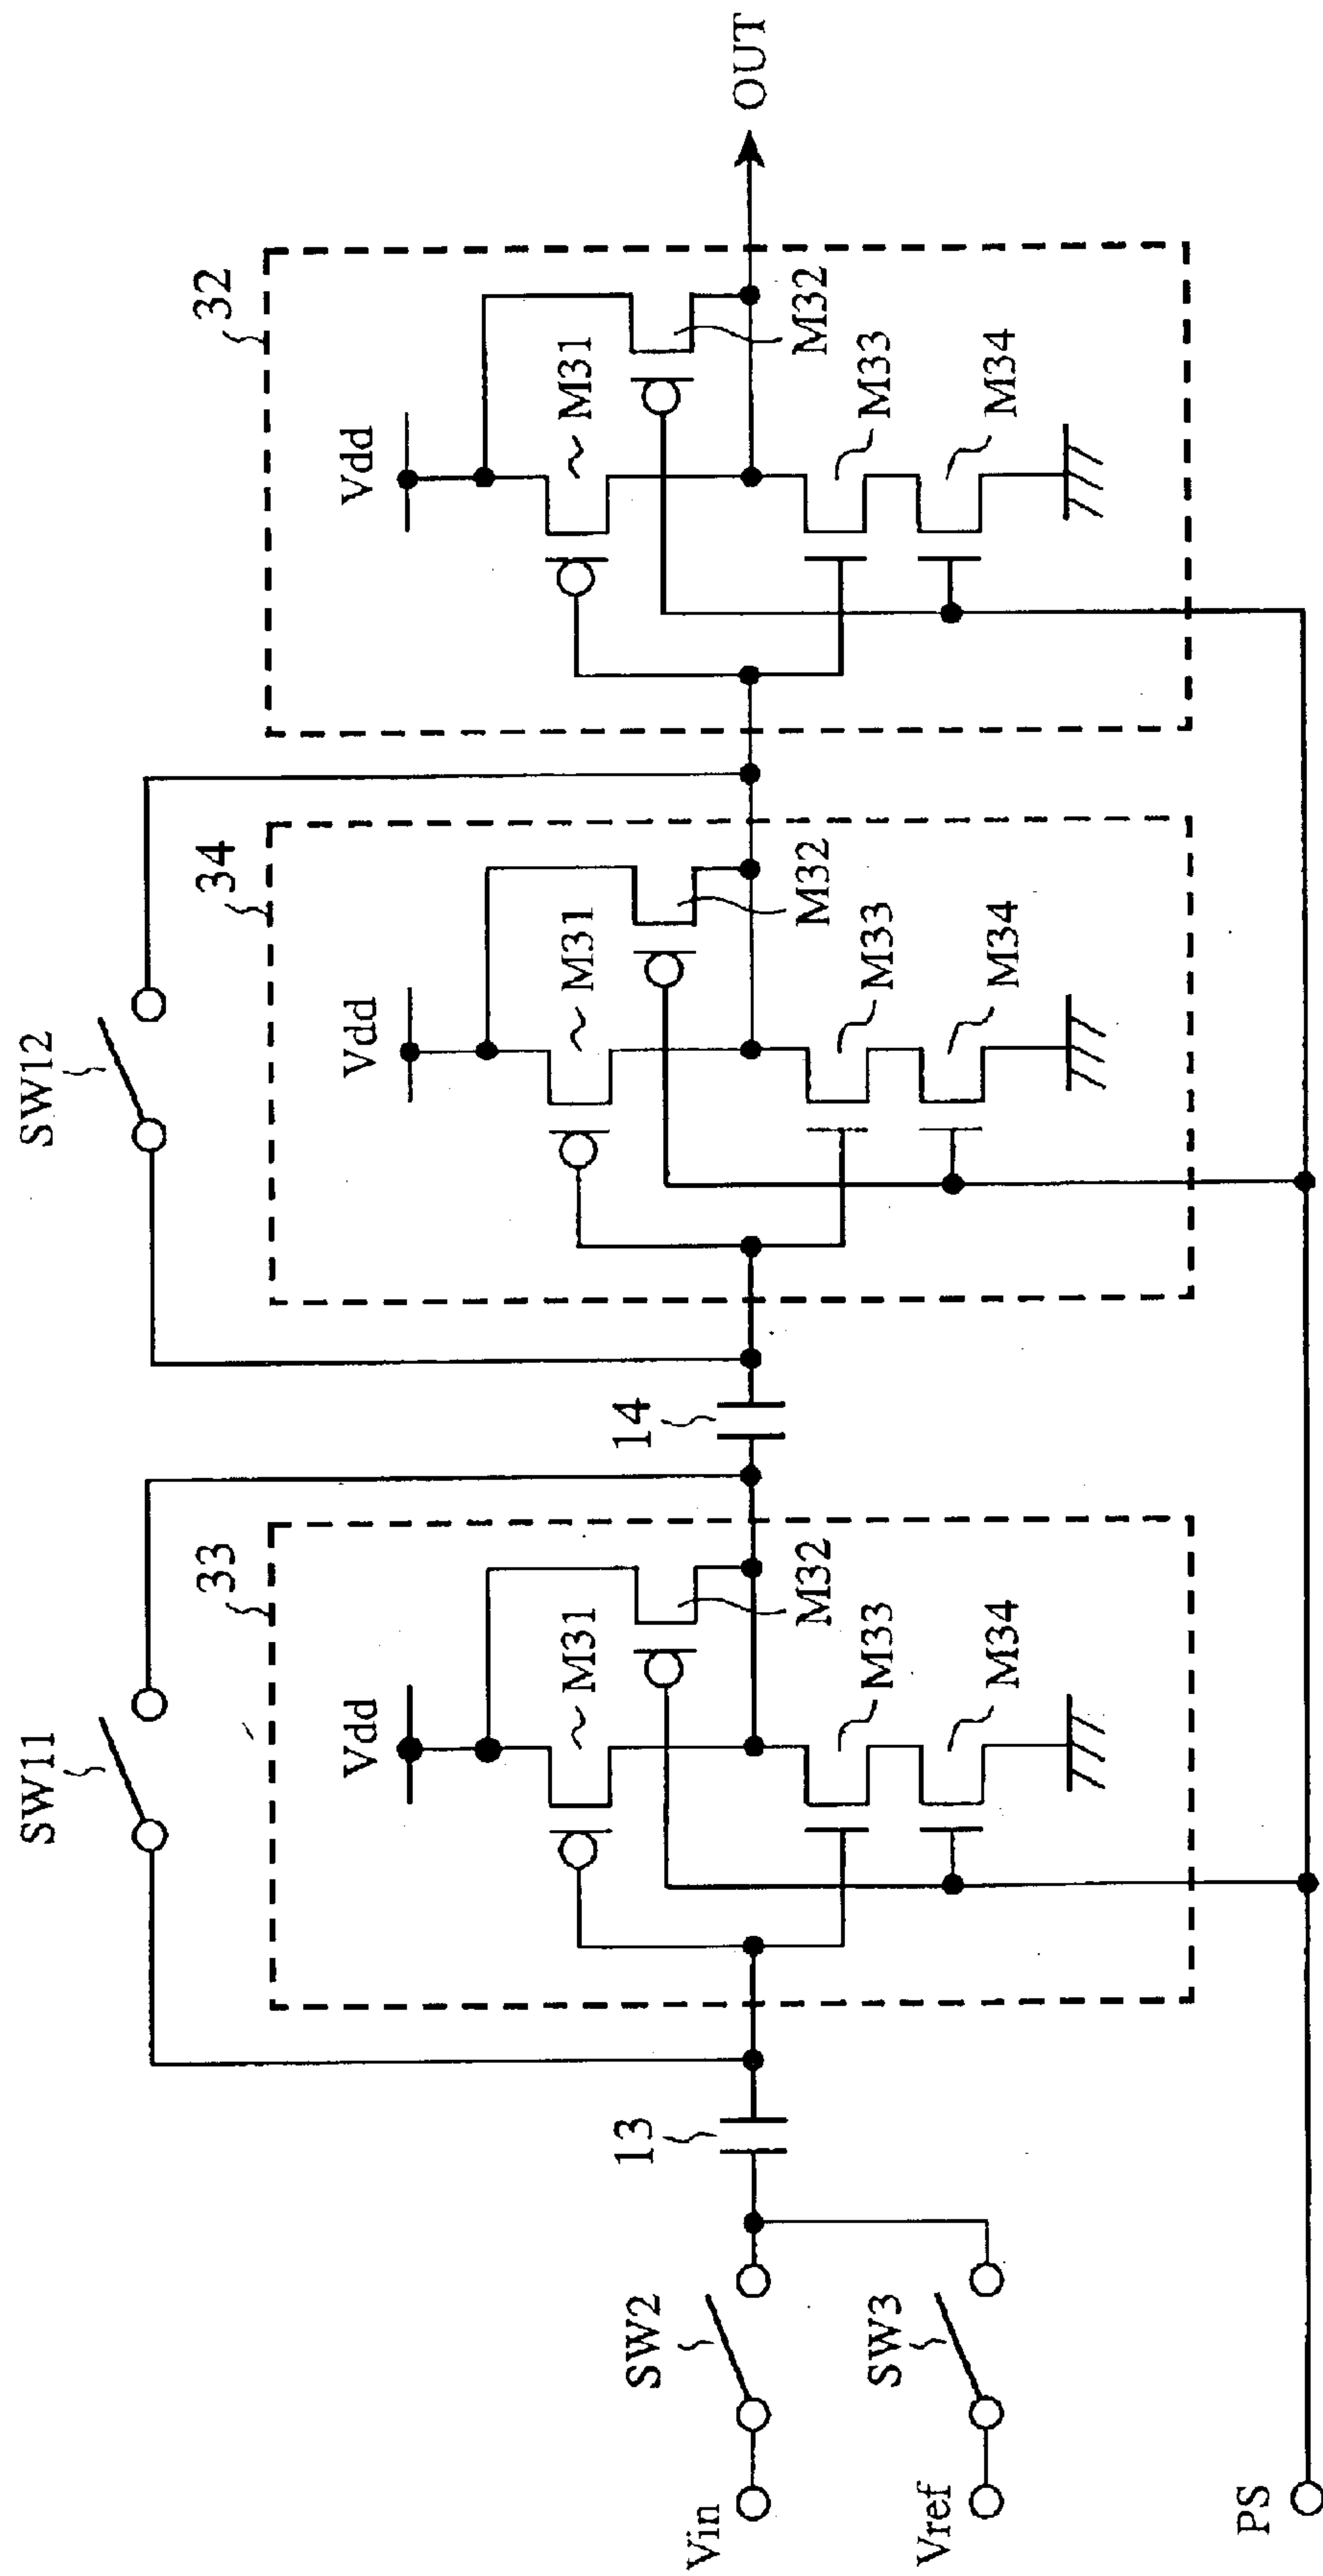 SW11
SW12
33
34
32
Vdd
Vdd
Vdd
M31
M32
M31
M32
M31
M32
13
14
OUT
Vin
SW2
M33
M34
M33
M34
M33
M34
Vref
SW3
PS